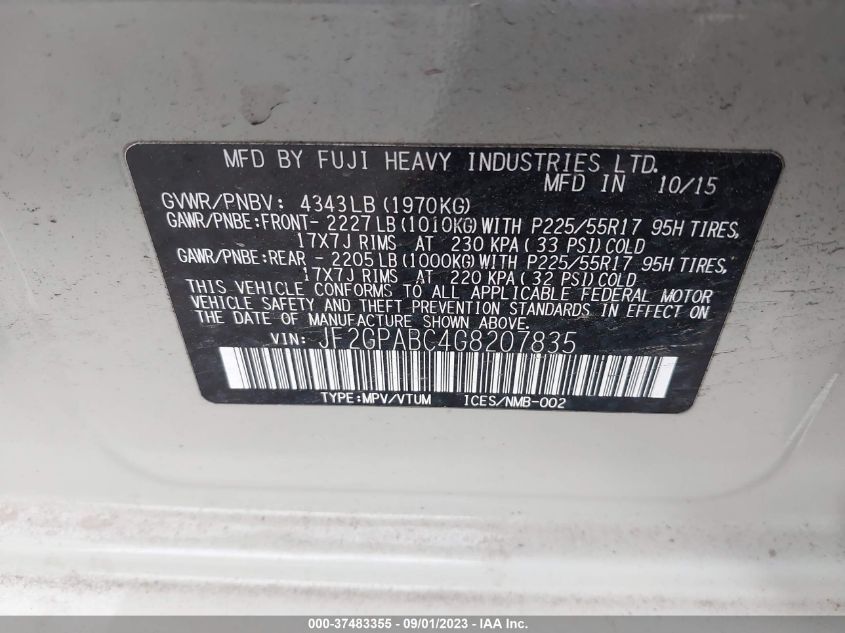 MFD BY FUJI HEAVY INDUSTRIES LTD.
MFD IN 10/15
GVWR/PNBV: 4343LB(1970KG)
GAWR/PNBE:FRONT- 2227LB(1010KG)WITH P225/55R17 95H TIRES,
17X7J RIMS AT 230 KPA( 33 PSI)COLD
GAWR/PNBE:REAR - 2205LB(1000KG)WITH P225/55R17 95H TIRES,
17X7J RIMS AT 220 KPA( 32 PSI)COLD
THIS VEHICLE CONFORMS TO ALL APPLICABLE FEDERAL MOTOR
VEHICLE SAFETY AND THEFT PREVENTION STANDARDS IN EFFECT ON
THE DATE OF MANUFACTURE SHOWN ABOVE.
VIN: JF2GPABC4G8207835
TYPE:MPV/VTUM ICES/NMB-002
000-37483355 - 09/01/2023 - IAA Inc.